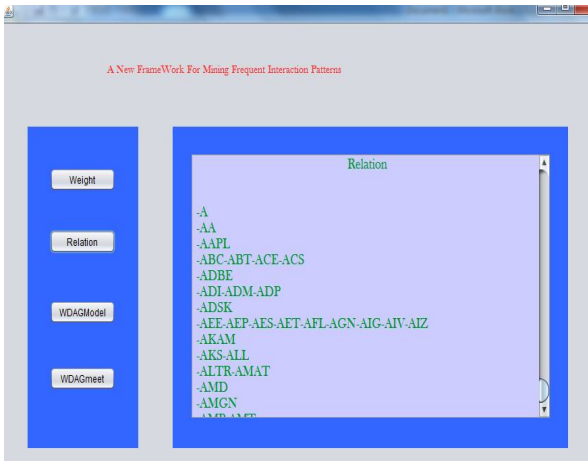 A New FrameWork For Mining Frequent Interaction Patterns
Weight
Relation
WDAGModel
WDAGmeet
Relation
-A
-AA
-AAPL
-ABC-ABT-ACE-ACS
-ADBE
-ADI-ADM-ADP
-ADSK
-AEE-AEP-AES-AET-AFL-AGN-AIG-AIV-AIZ
-AKAM
-AKS-ALL
-ALTR-AMAT
-AMD
-AMGN